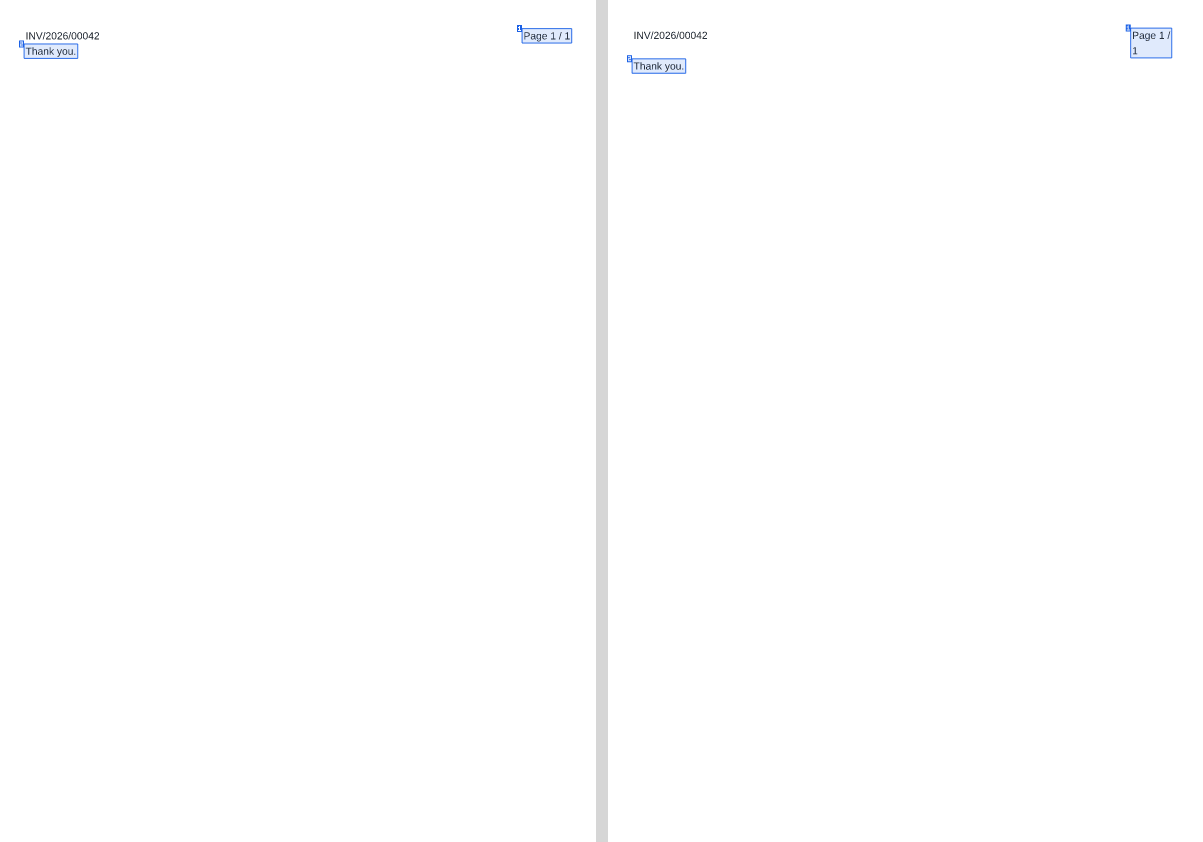 INV/2026/00042
Page 1 / 1
Thank you.
INV/2026/00042
Page 1 /
1
Thank you.